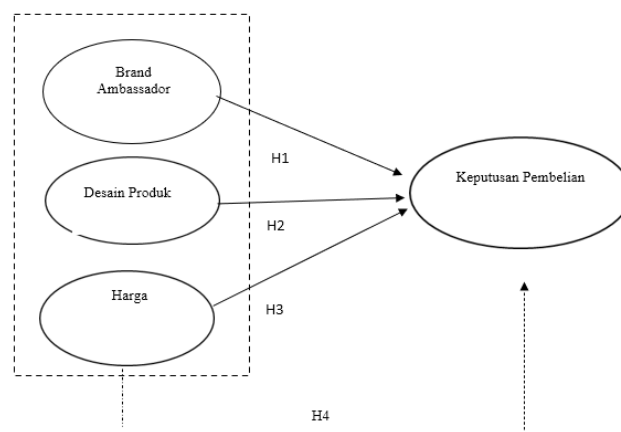 Brand
Ambassador
H1
Desain Produk
Keputusan Pembelian
H2
Harga
H3
H4